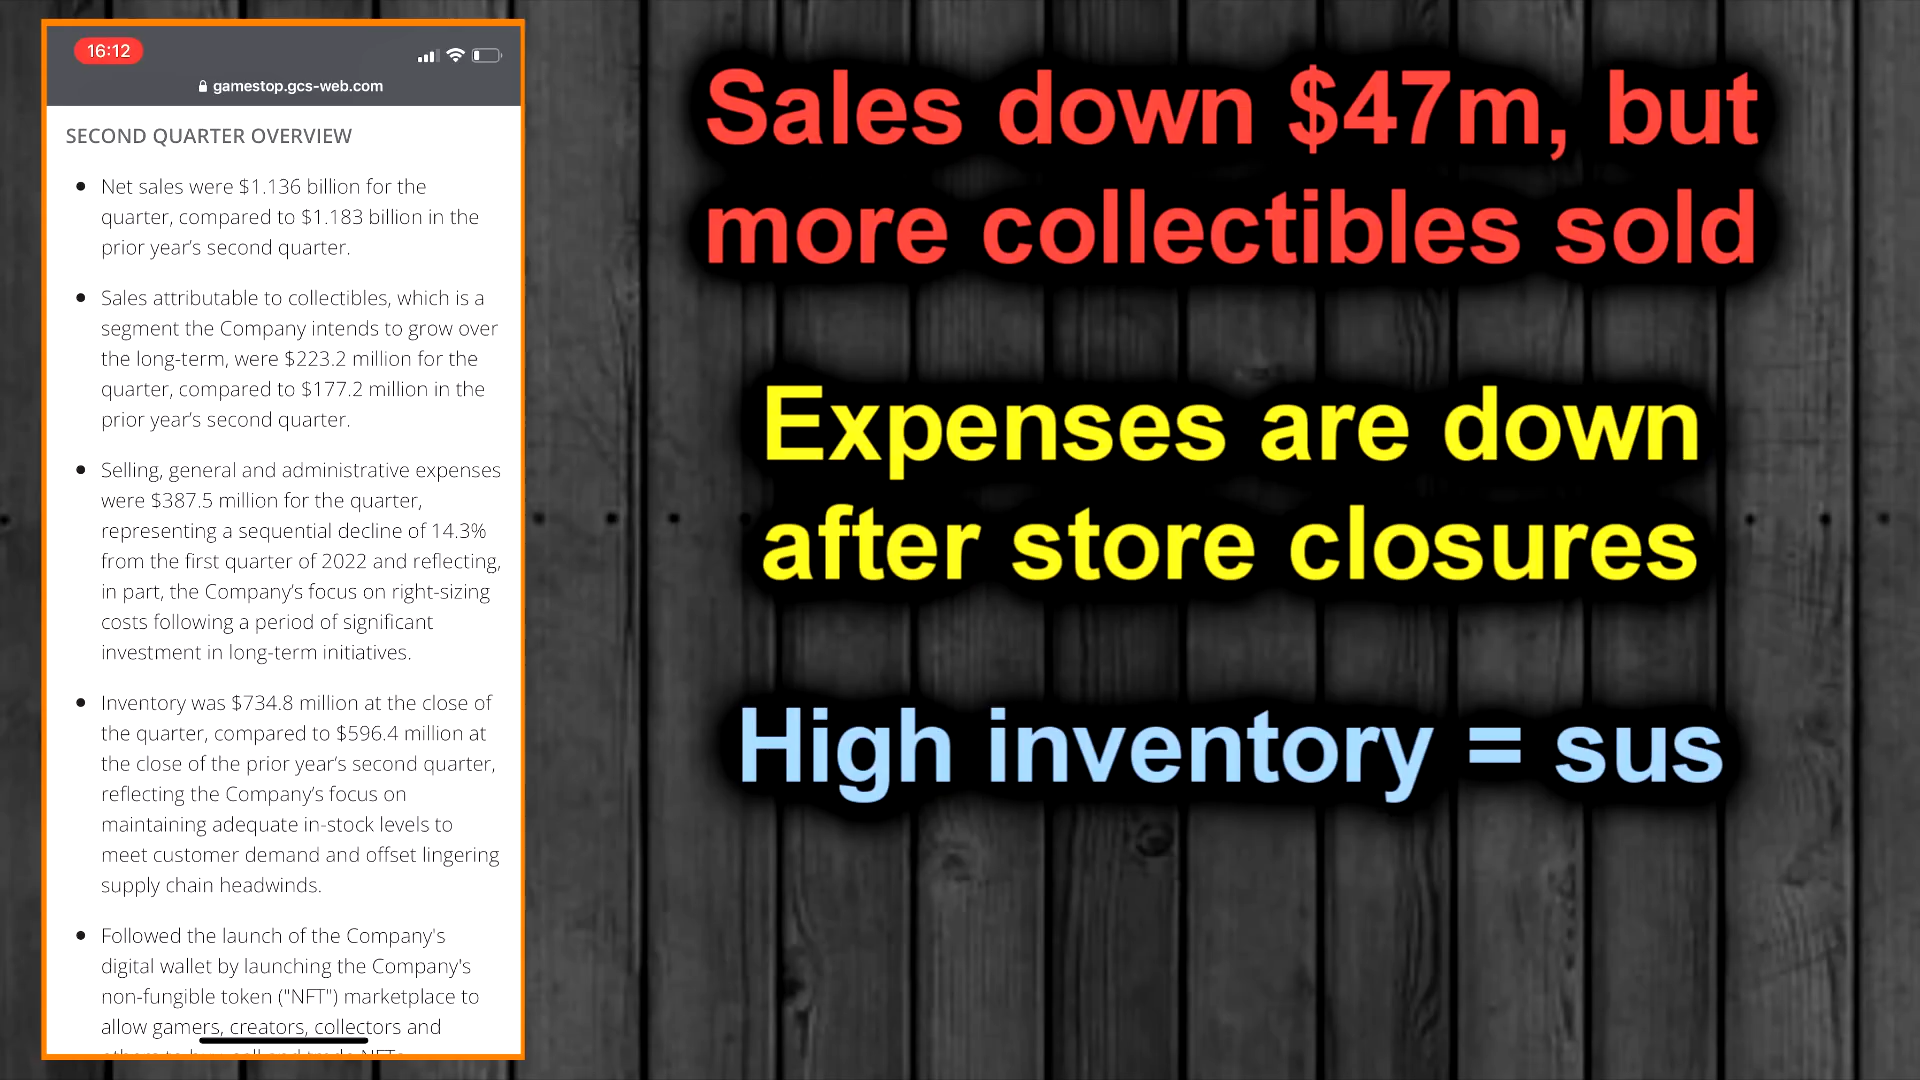 16:12
gamestop.gcs-web.com
SECOND QUARTER OVERVIEW
• Net sales were $1.136 billion for the
quarter, compared to $1.183 billion in the
prior year's second quarter.
• Sales attributable to collectibles, which is a
segment the Company intends to grow over
the long-term, were $223.2 million for the
quarter, compared to $177.2 million in the
prior year's second quarter.
• Selling, general and administrative expenses
were $387.5 million for the quarter,
representing a sequential decline of 14.3%
from the first quarter of 2022 and reflecting,
in part, the Company's focus on right-sizing
costs following a period of significant
investment in long-term initiatives.
• Inventory was $734.8 million at the close of
the quarter, compared to $596.4 million at
the close of the prior year's second quarter,
reflecting the Company's focus on
maintaining adequate in-stock levels to
meet customer demand and offset lingering
supply chain headwinds.
• Followed the launch of the Company's
digital wallet by launching the Company's
non-fungible token ("NFT") marketplace to
allow gamers, creators, collectors and
Sales down $47m, but
more collectibles sold
Expenses are down
after store closures
High inventory = sus